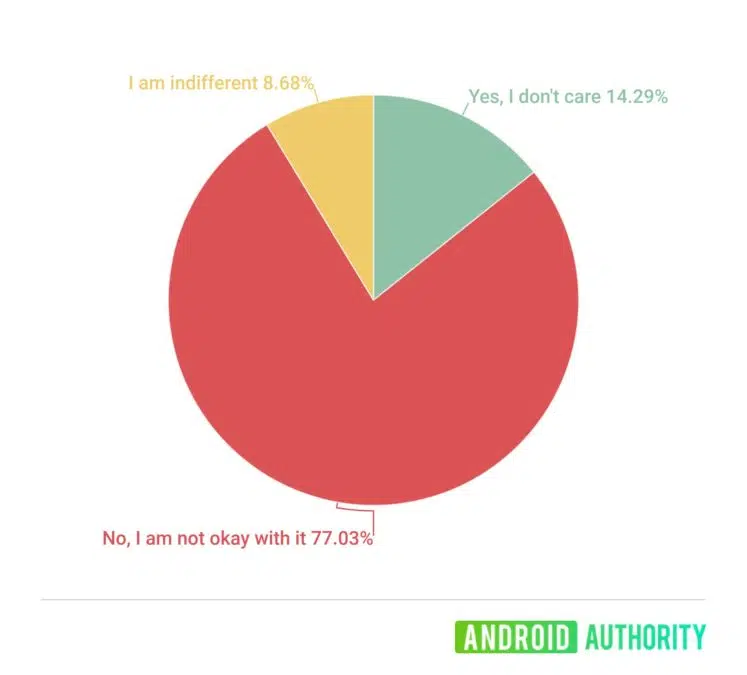 I am indifferent 8.68%
Yes, I don't care 14.29%
No, I am not okay with it 77.03%
ANDROID AUTHORITY